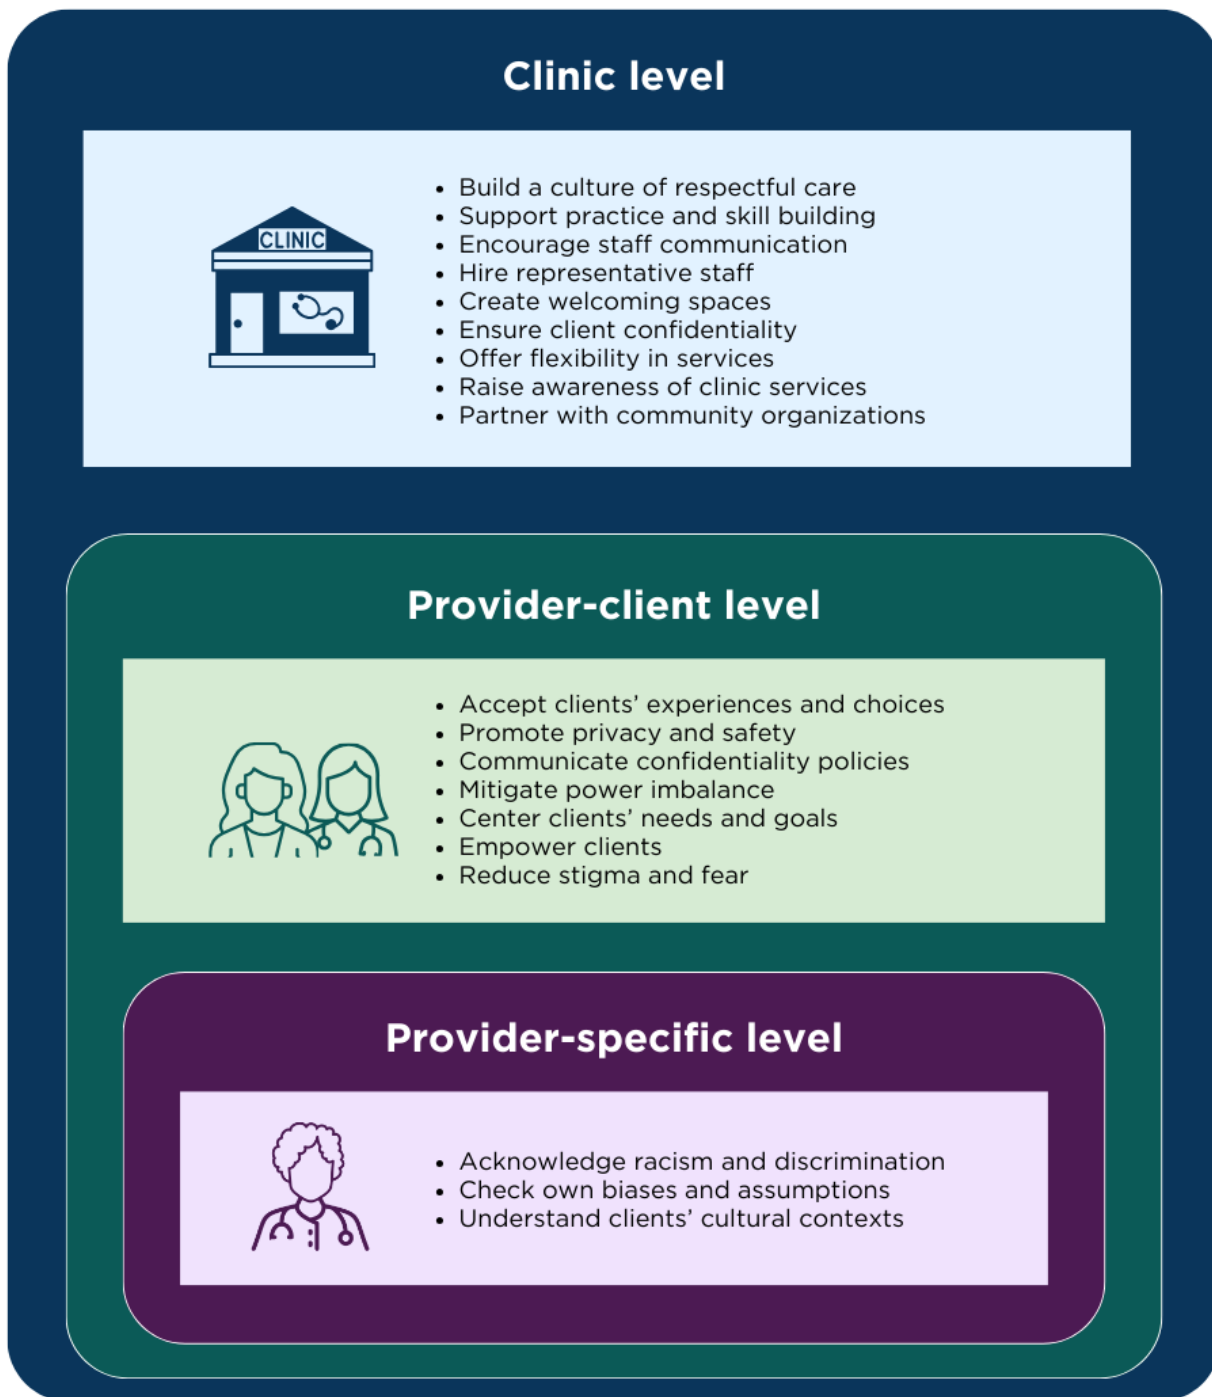 Clinic level
CLINIC
• Build a culture of respectful care
• Support practice and skill building
• Encourage staff communication
• Hire representative staff
• Create welcoming spaces
• Ensure client confidentiality
• Offer flexibility in services
• Raise awareness of clinic services
• Partner with community organizations
Provider-client level
• Accept clients’ experiences and choices
• Promote privacy and safety
• Communicate confidentiality policies
• Mitigate power imbalance
• Center clients’ needs and goals
• Empower clients
• Reduce stigma and fear
Provider-specific level
• Acknowledge racism and discrimination
• Check own biases and assumptions
• Understand clients’ cultural contexts